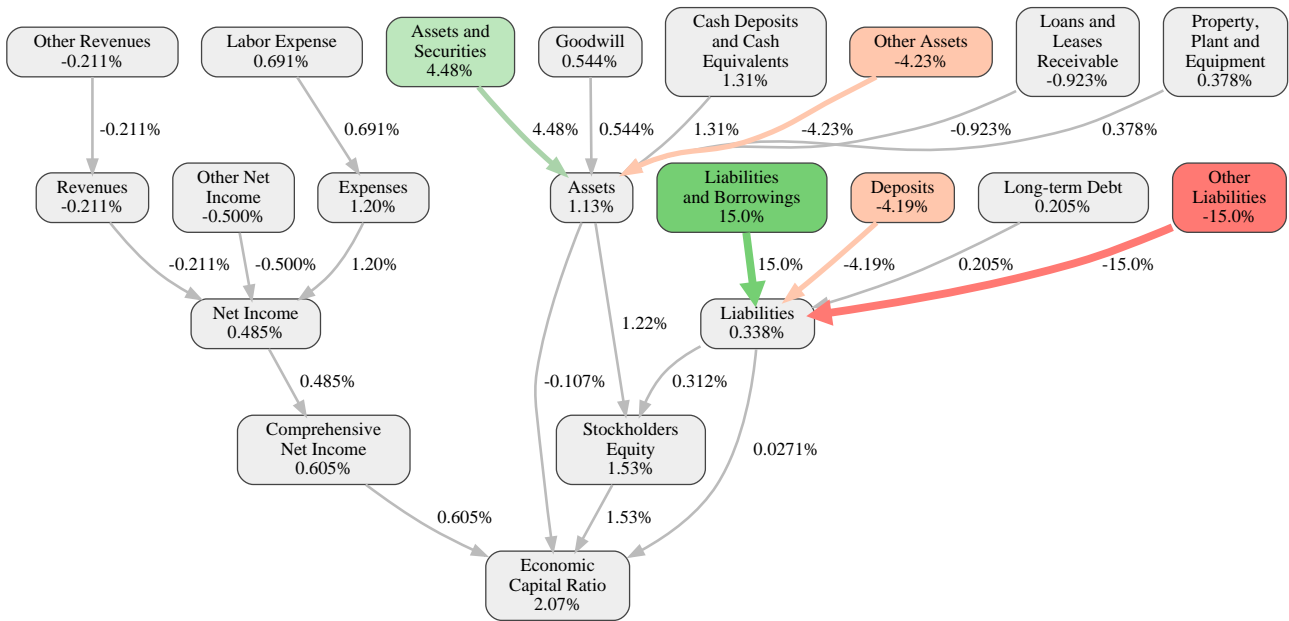 Other Revenues
-0.211%
Labor Expense
0.691%
Assets and
Securities
4.48%
Goodwill
0.544%
Cash Deposits
and Cash
Equivalents
1.31%
Other Assets
-4.23%
Loans and
Leases
Receivable
-0.923%
Property,
Plant and
Equipment
0.378%
-0.211%
0.691%
4.48%
0.544%
1.31%
-4.23%
-0.923%
0.378%
Revenues
-0.211%
Other Net
Income
-0.500%
Expenses
1.20%
Assets
1.13%
Liabilities
and Borrowings
15.0%
Deposits
-4.19%
Long-term Debt
0.205%
Other
Liabilities
-15.0%
-0.211%
-0.500%
1.20%
15.0%
-4.19%
0.205%
-15.0%
Net Income
0.485%
Liabilities
0.338%
1.22%
0.485%
-0.107%
0.312%
Comprehensive
Net Income
0.605%
Stockholders
Equity
1.53%
0.0271%
0.605%
1.53%
Economic
Capital Ratio
2.07%